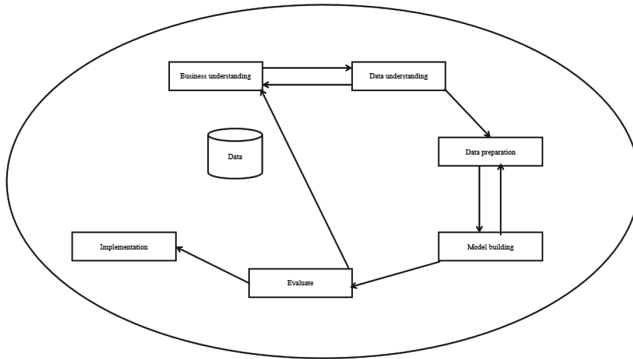 Business understanding
Data understanding
Data
Data preparation
Implementation
Model building
Evaluate